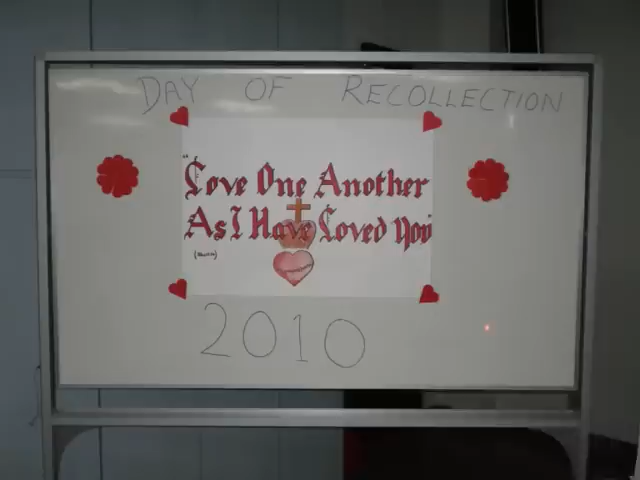 DAY OF RECOLLECTION
"Love One Another
As I Have Loved You"
2010